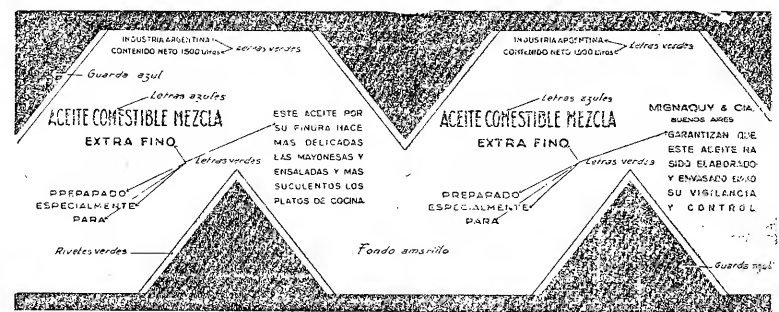 INDUSTRIA ARGENTINA
CONTENIDO NETO 1500 Litros
Letras verdes
Guarda azul
Letras azules
ACEITE COMESTIBLE MEZCLA
EXTRA FINO
Letras verdes
PREPARADO
ESPECIALMENTE
PARA
ESTE ACEITE POR
SU FINURA HACE
MAS DELICADAS
LAS MAYONESAS Y
ENSALADAS Y MAS
SUCULENTOS LOS
PLATOS DE COCINA
Riveles verdes
Fondo amarillo
INDUSTRIA ARGENTINA
CONTENIDO NETO 1500 Litros
Letras verdes
Letras azules
ACEITE COMESTIBLE MEZCLA
EXTRA FINO
Letras verdes
PREPARADO
ESPECIALMENTE
PARA
MIGNAQUY & CIA.
BUENOS AIRES
GARANTIZAN QUE
ESTE ACEITE HA
SIDO ELABORADO
Y ENVASADO BAJO
SU VIGILANCIA
Y CONTROL
Guarda azul